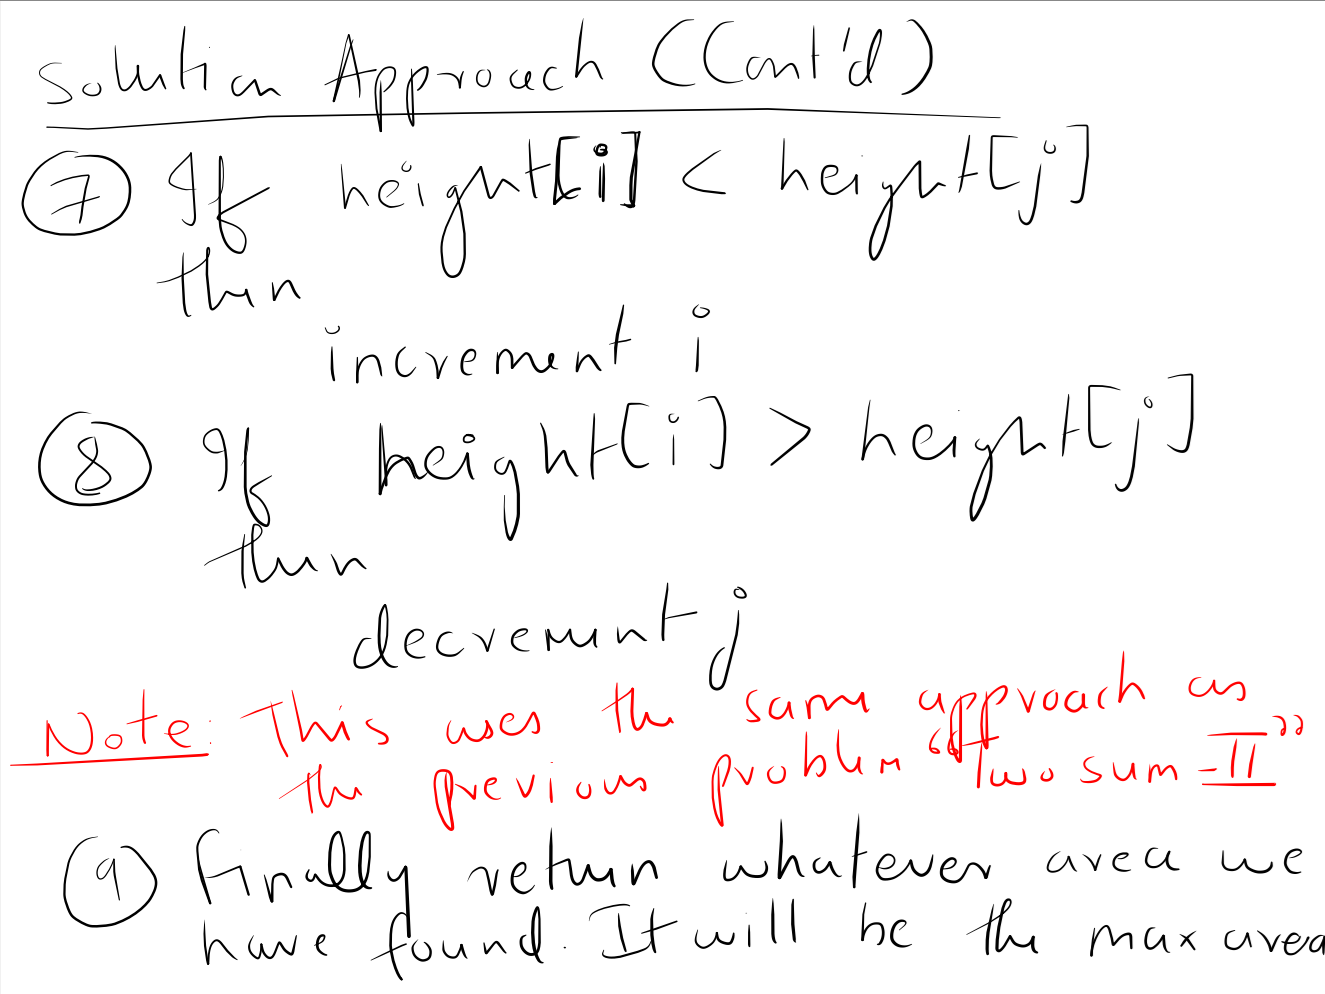 Solution Approach (Cont'd)
⑦ If height[i] < height[j]
then
increment i
⑧ If height[i] > height[j]
then
decrement j
Note: This uses the same approach as
the previous problem “Two sum - II”
⑨ Finally return whatever area we
have found. It will be the max area